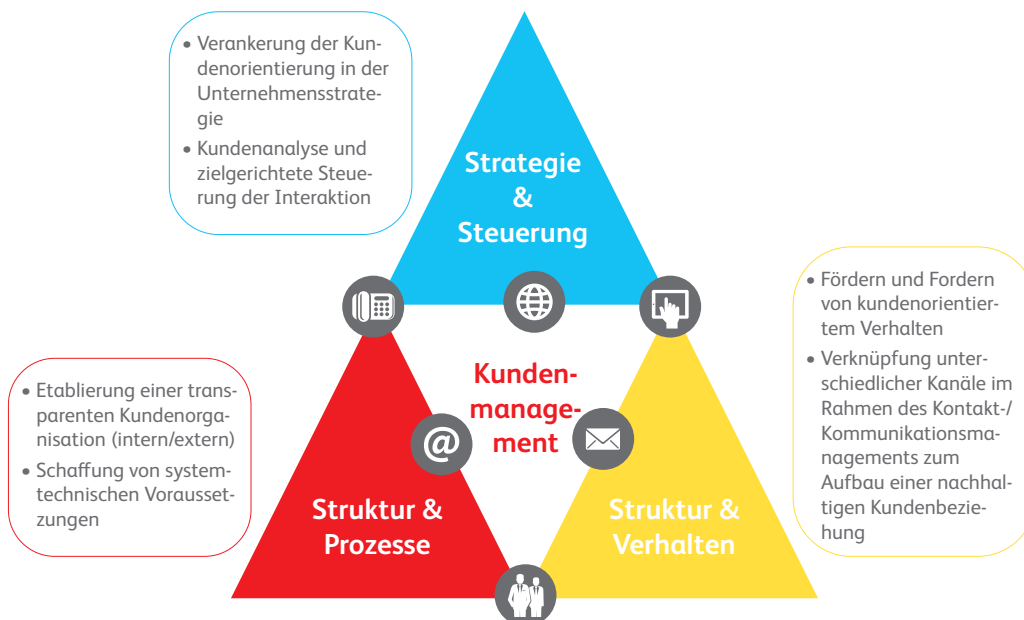 • Verankerung der Kun-
denorientierung in der
Unternehmensstrate-
gie
• Kundenanalyse und
zielgerichtete Steue-
rung der Interaktion
Strategie
&
Steuerung
• Fördern und Fordern
von kundenorientier-
tem Verhalten
• Verknüpfung unter-
schiedlicher Kanäle im
Rahmen des Kontakt-/
Kommunikationsma-
nagements zum
Aufbau einer nachhal-
tigen Kundenbezie-
hung
Kunden-
manage-
ment
@
• Etablierung einer trans-
parenten Kundenorga-
nisation (intern/extern)
• Schaffung von system-
technischen Vorausset-
zungen
Struktur &
Prozesse
Struktur &
Verhalten